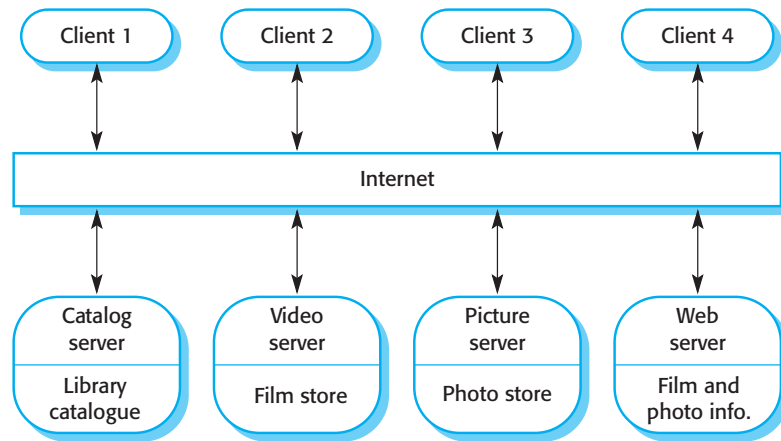 Client 1
Client 2
Client 3
Client 4
Internet
Catalog
server
Library
catalogue
Video
server
Film store
Picture
server
Photo store
Web
server
Film and
photo info.